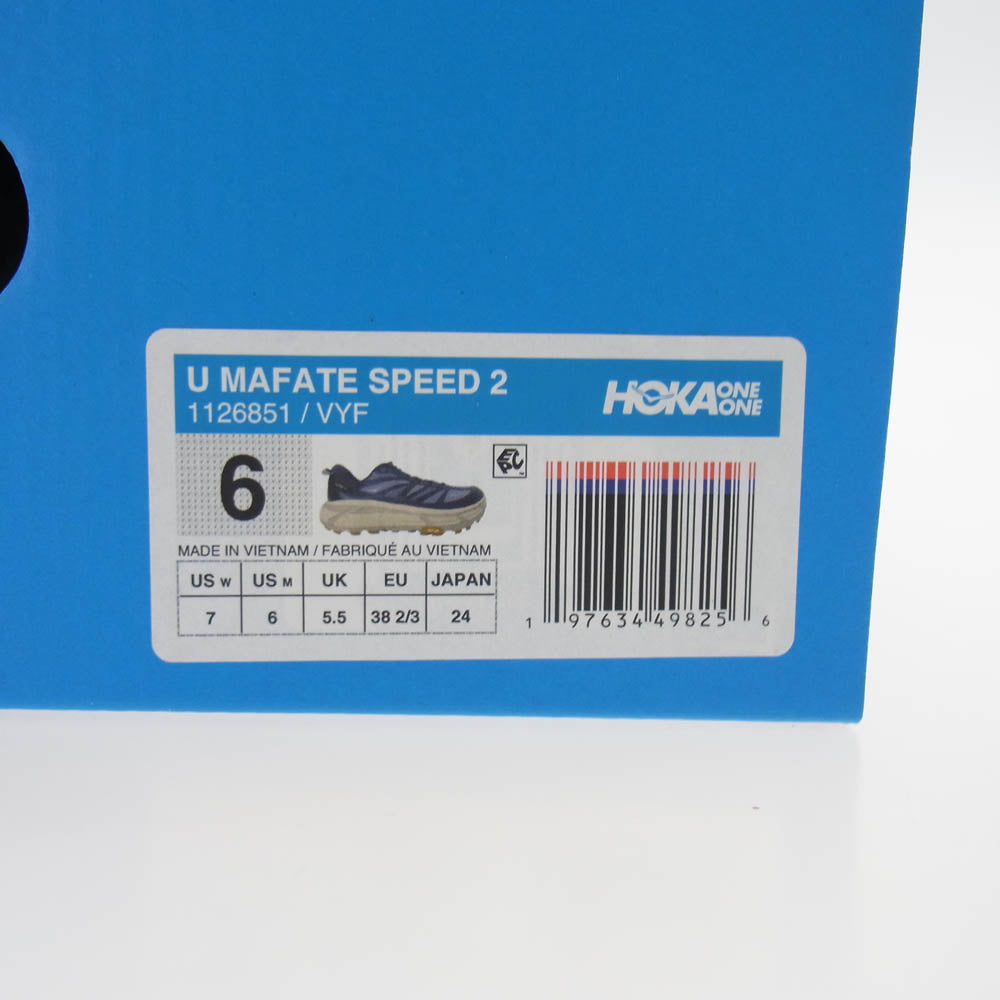 U MAFATE SPEED 2
1126851 / VYF
HOKA ONE ONE
6
EPC
MADE IN VIETNAM / FABRIQUÉ AU VIETNAM
US W US M UK EU JAPAN
7 6 5.5 38 2/3 24
1 97634 49825 6